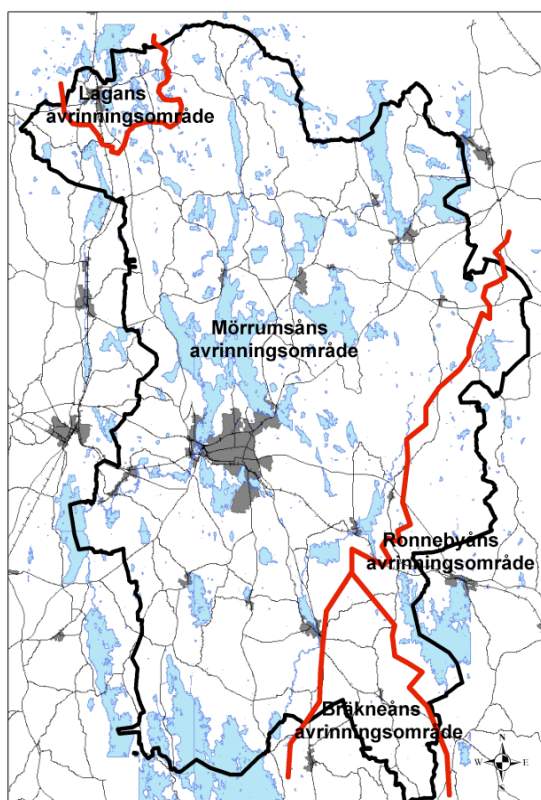 Lagans
avrinningsområde
Mörrumsåns
avrinningsområde
Ronnebyåns
avrinningsområde
Bräkneåns
avrinningsområde
N
W E
S